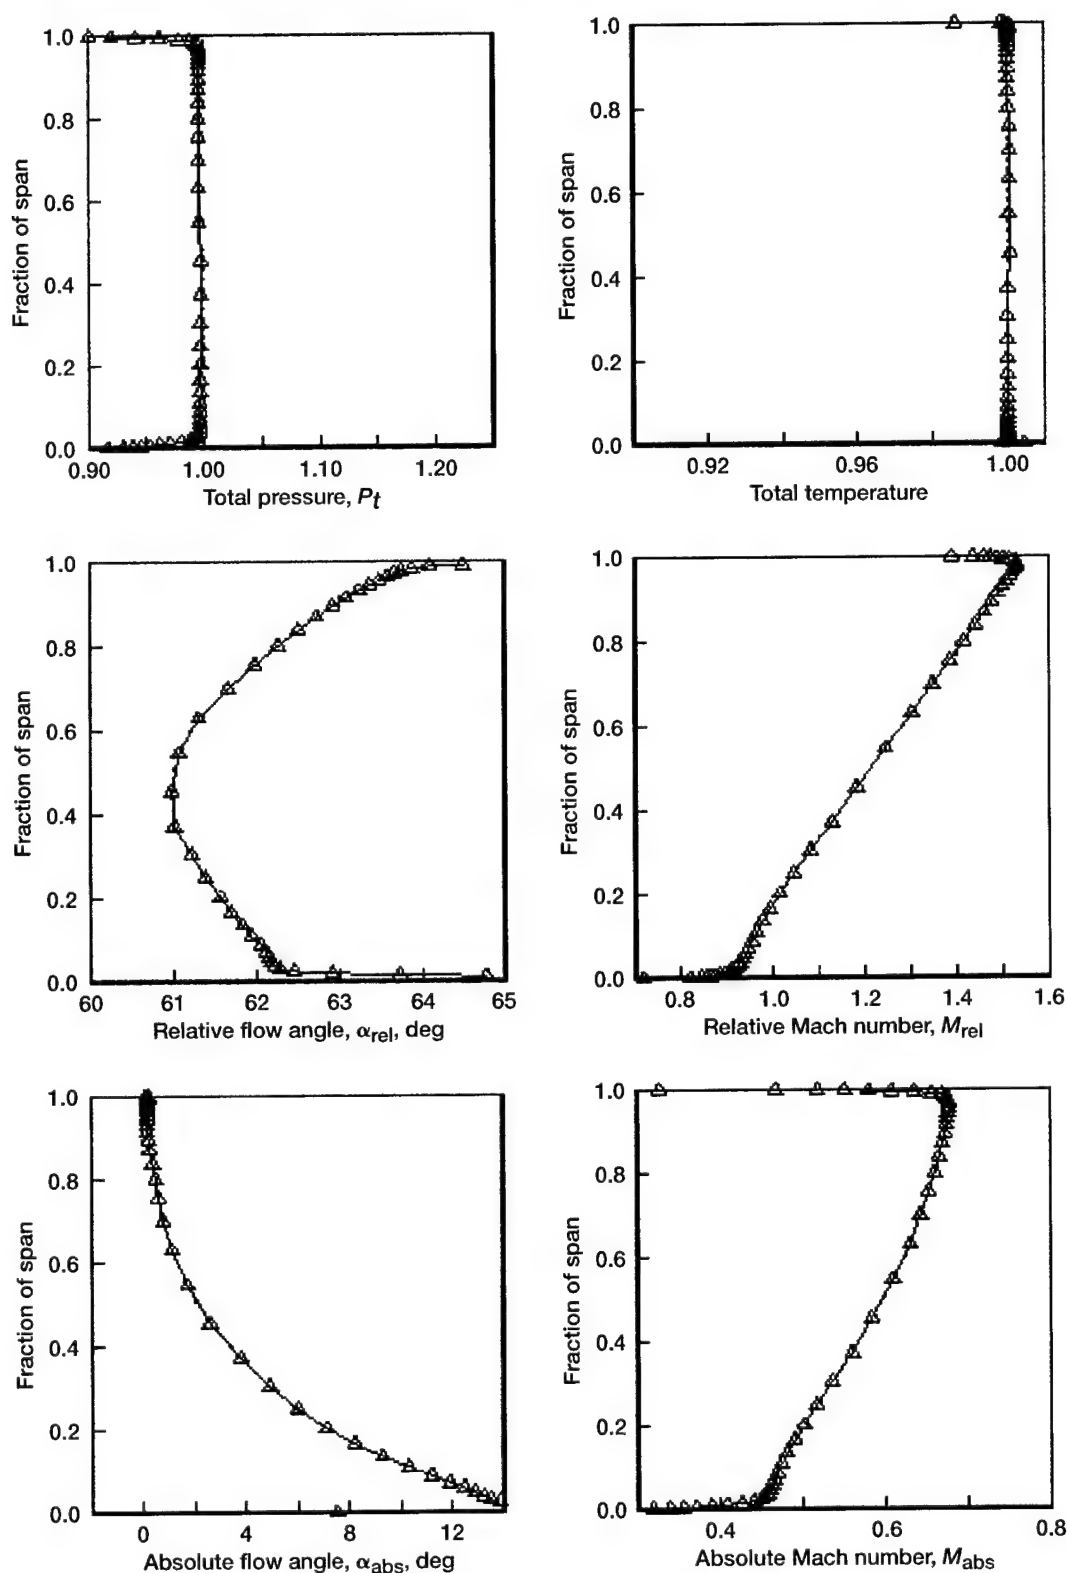 1.0
0.8
0.6
0.4
0.2
0.0
Fraction of span
0.90 1.00 1.10 1.20
Total pressure, Pt
1.0
0.8
0.6
0.4
0.2
0.0
Fraction of span
0.92 0.96 1.00
Total temperature
1.0
0.8
0.6
0.4
0.2
0.0
Fraction of span
60 61 62 63 64 65
Relative flow angle, αrel, deg
1.0
0.8
0.6
0.4
0.2
0.0
Fraction of span
0.8 1.0 1.2 1.4 1.6
Relative Mach number, Mrel
1.0
0.8
0.6
0.4
0.2
0.0
Fraction of span
0 4 8 12
Absolute flow angle, αabs, deg
1.0
0.8
0.6
0.4
0.2
0.0
Fraction of span
0.4 0.6 0.8
Absolute Mach number, Mabs